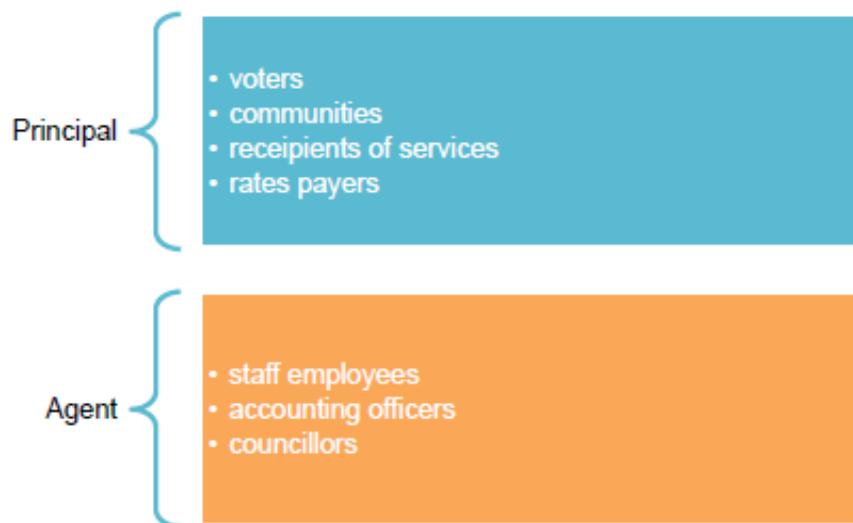 Principal
• voters
• communities
• receipients of services
• rates payers
Agent
• staff employees
• accounting officers
• councillors